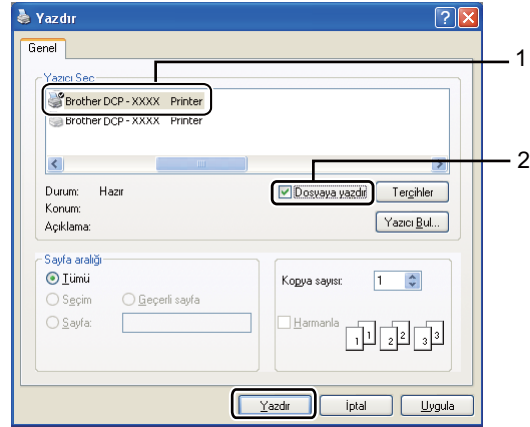 Yazdır
Genel
1
Yazıcı Seç
Brother DCP - XXXX Printer
Brother DCP - XXXX Printer
2
Durum: Hazır
Dosyaya yazdır
Tercihler
Konum:
Açıklama:
Yazıcı Bul...
Sayfa aralığı
Tümü
Kopya sayısı: 1
Seçim
Geçerli sayfa
Sayfa:
Harmanla
1 1 2 2 3 3
Yazdır
İptal
Uygula